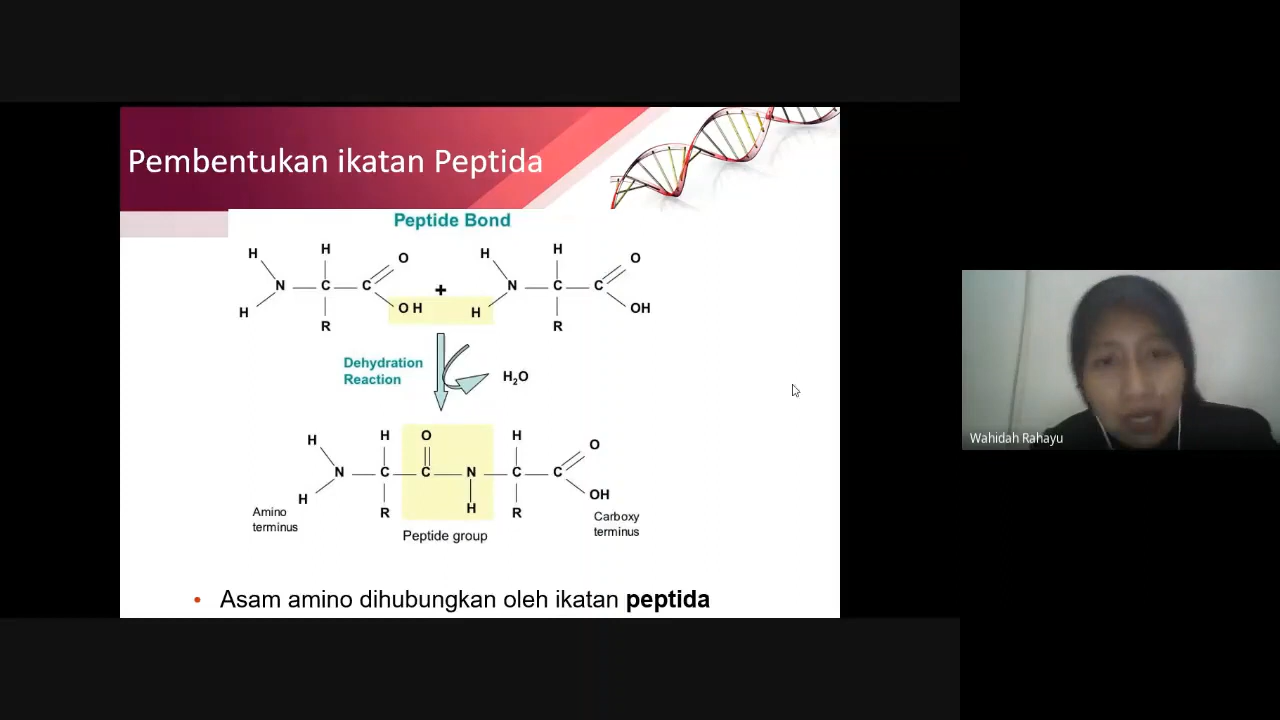 Pembentukan ikatan Peptida
Peptide Bond
H H O H H O
N C C + N C C
H R O H H R OH
Dehydration
Reaction
H₂O
H H O H O
N C C N C C
H R H R OH
Amino
terminus
Peptide group
Carboxy
terminus
• Asam amino dihubungkan oleh ikatan peptida
Wahidah Rahayu